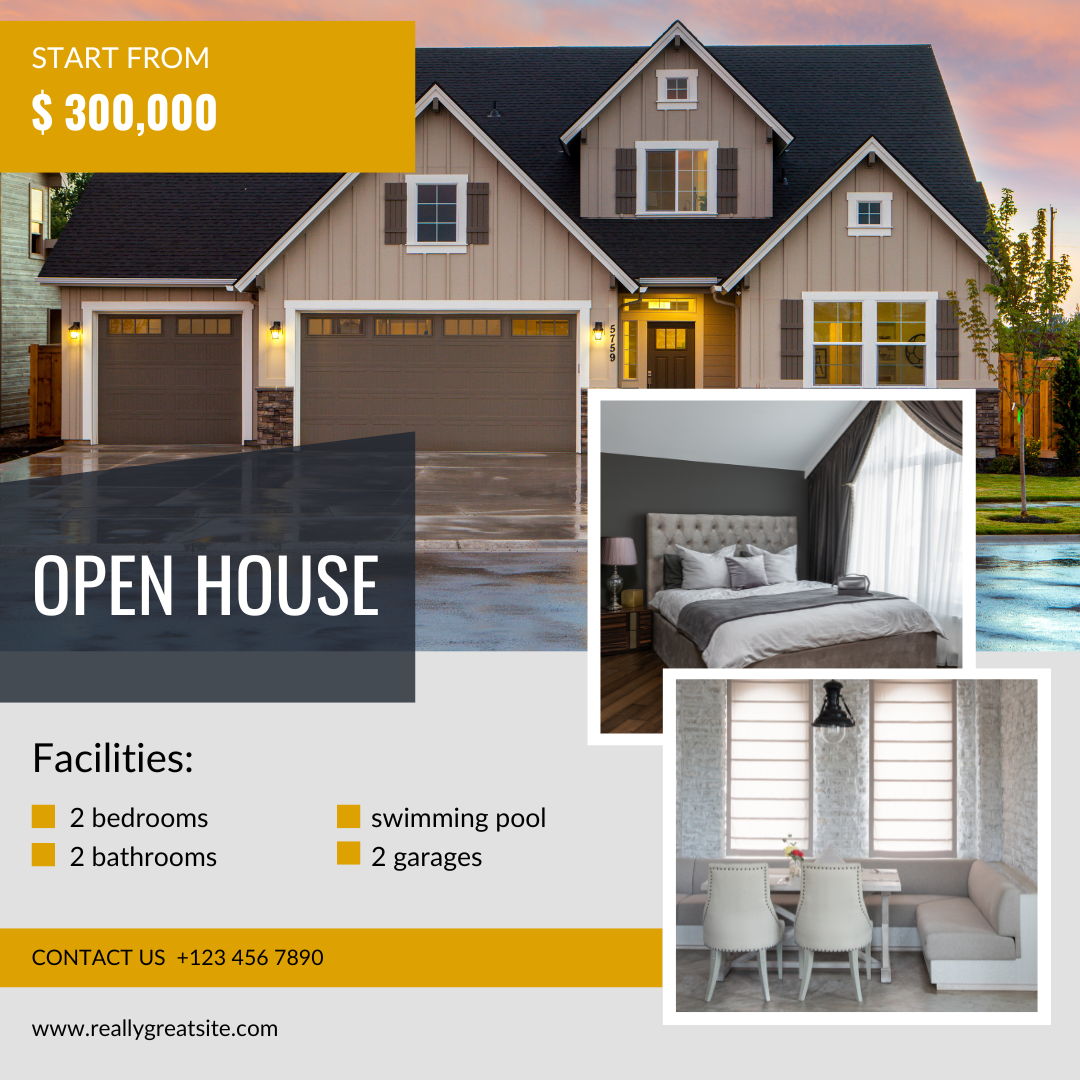 START FROM
$ 300,000
5759
OPEN HOUSE
Facilities:
2 bedrooms
2 bathrooms
swimming pool
2 garages
CONTACT US +123 456 7890
www.reallygreatsite.com